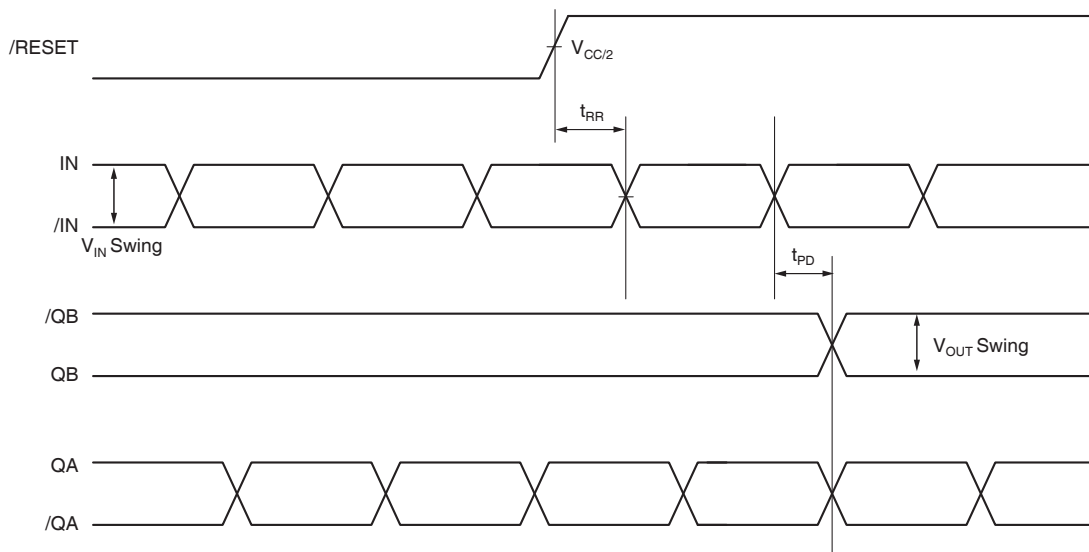 /RESET
VCC/2
tRR
IN
/IN
VIN Swing
tPD
/QB
QB
VOUT Swing
QA
/QA